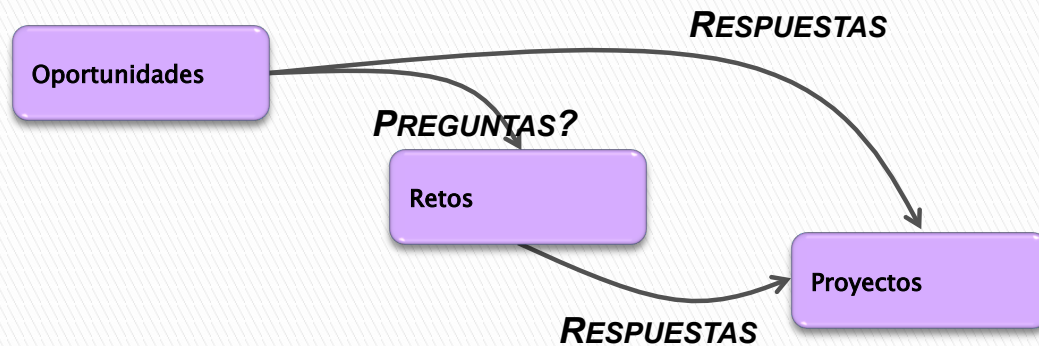 RESPUESTAS
Oportunidades
PREGUNTAS?
Retos
Proyectos
RESPUESTAS